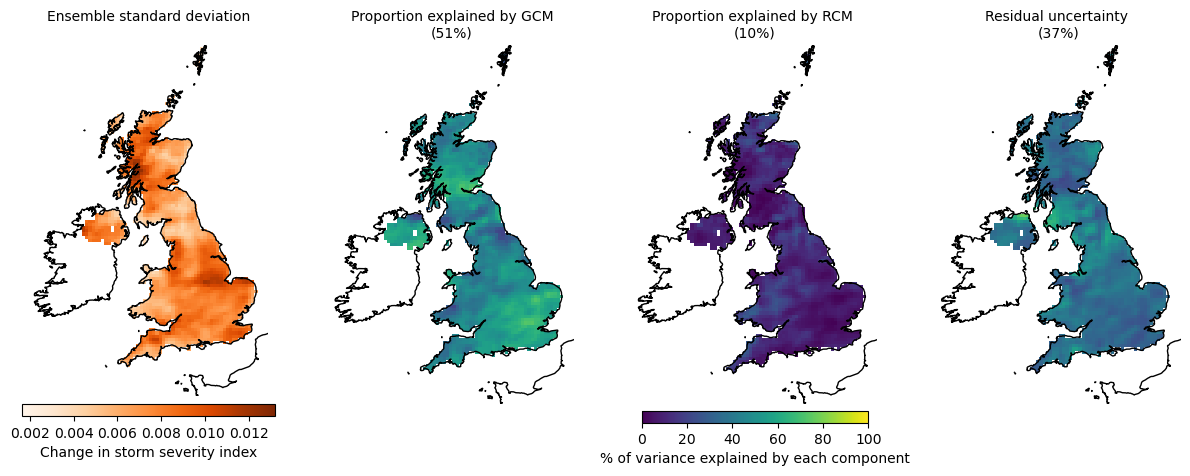 Ensemble standard deviation
Proportion explained by GCM
(51%)
Proportion explained by RCM
(10%)
Residual uncertainty
(37%)
0.002 0.004 0.006 0.008 0.010 0.012
Change in storm severity index
0 20 40 60 80 100
% of variance explained by each component